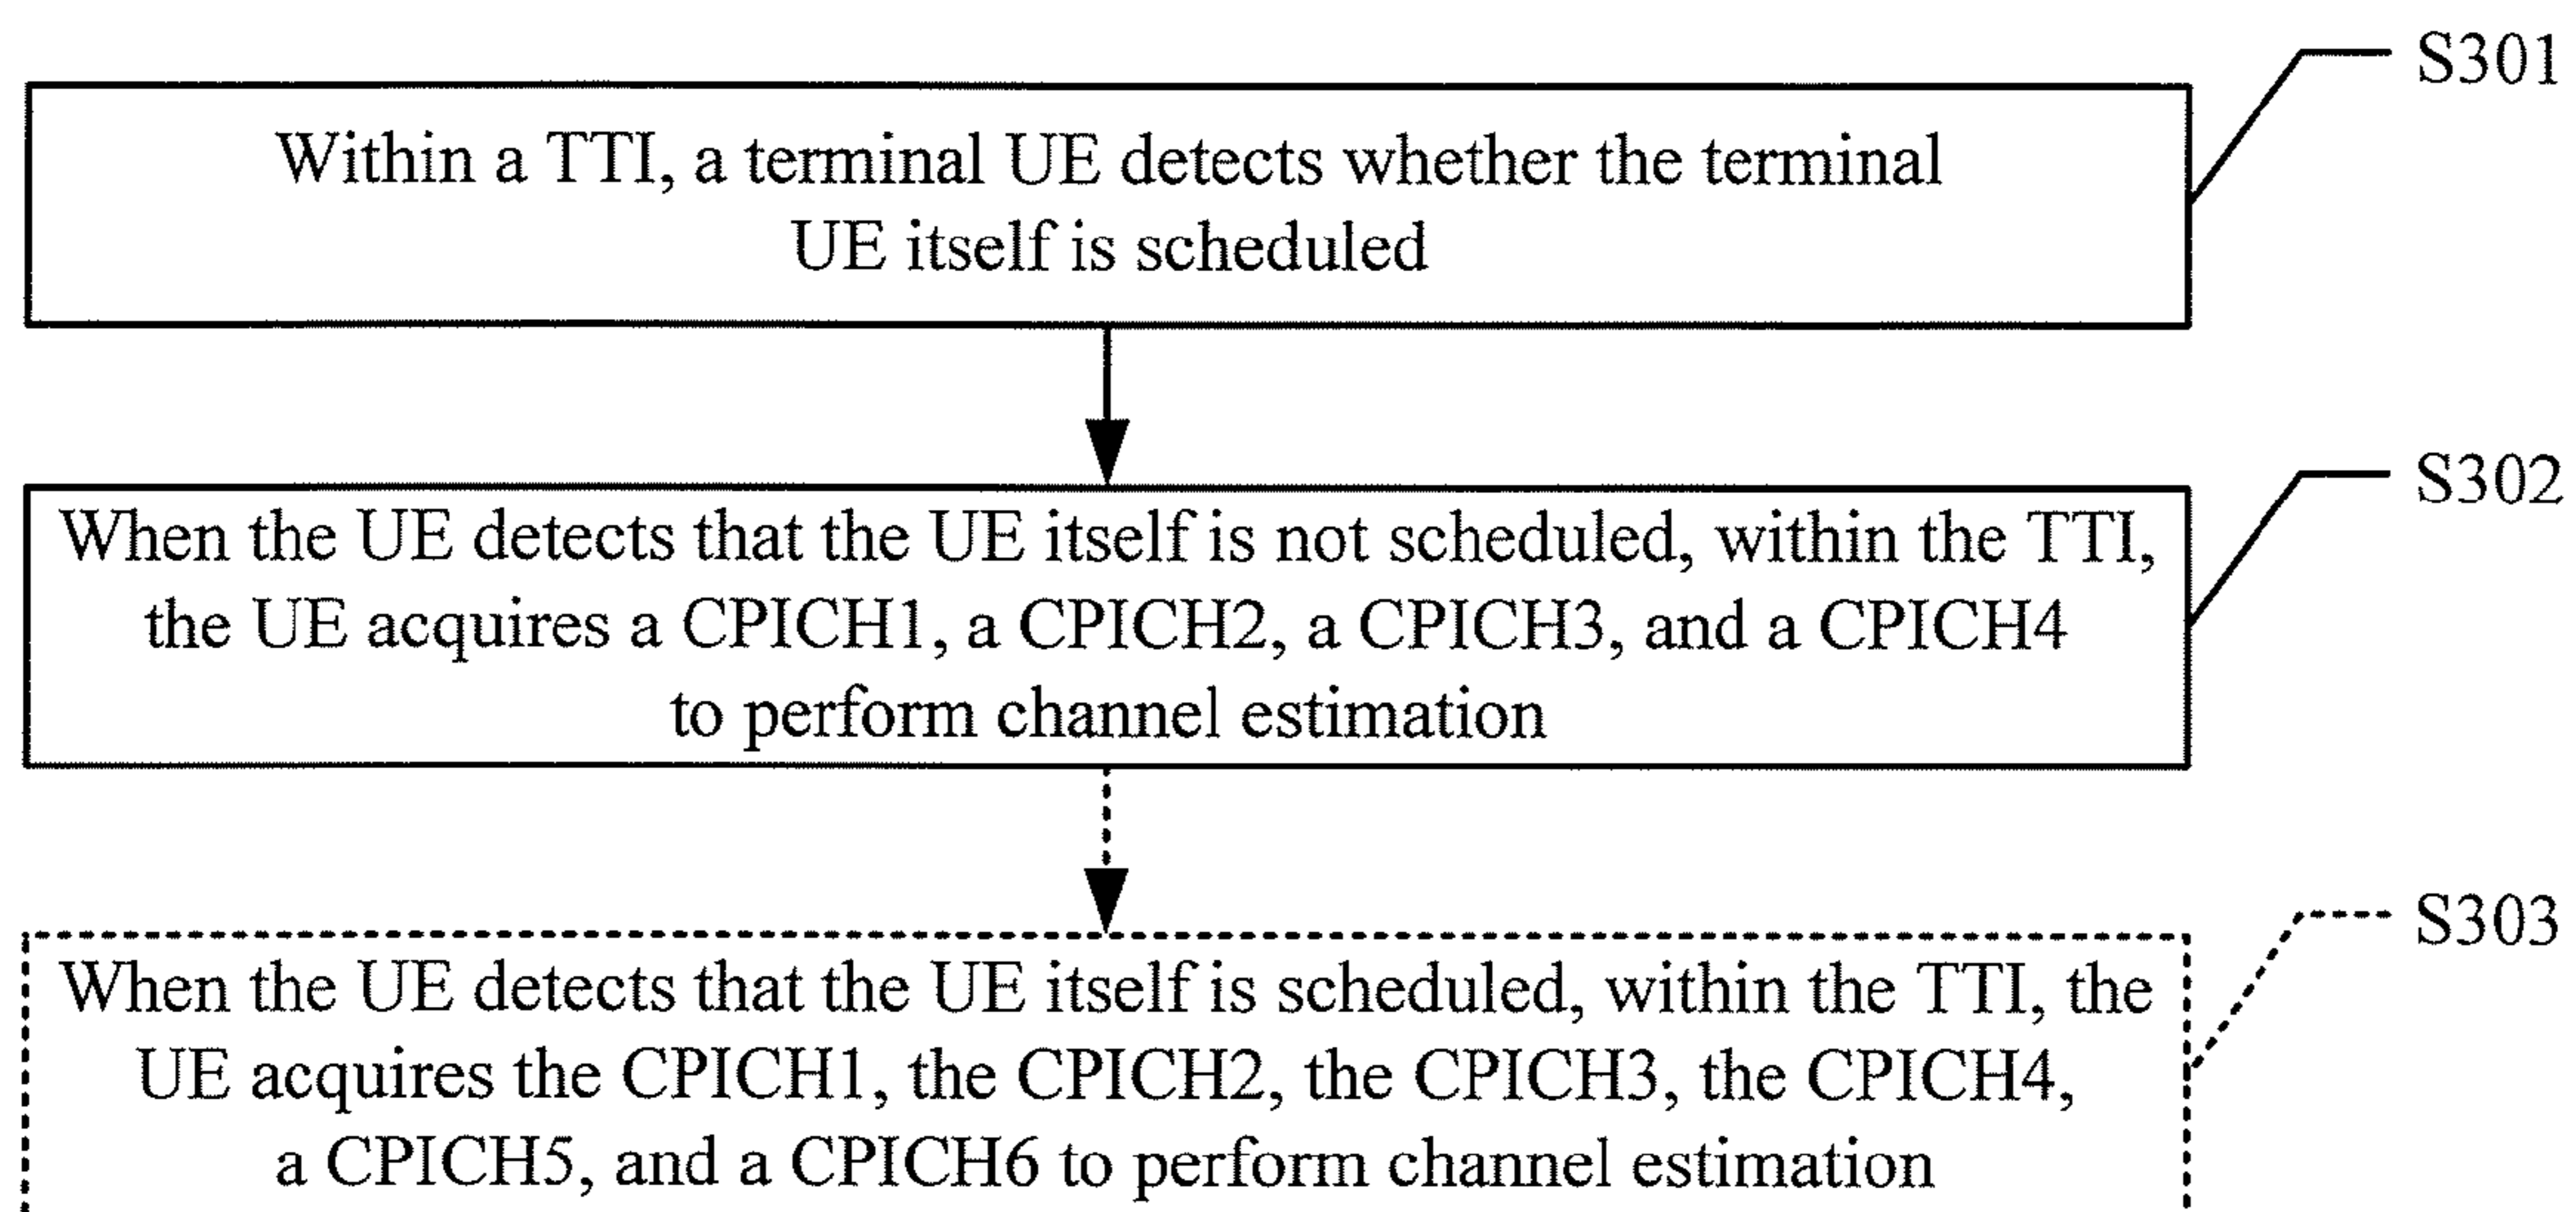 S301
Within a TTI, a terminal UE detects whether the terminal
UE itself is scheduled
S302
When the UE detects that the UE itself is not scheduled, within the TTI,
the UE acquires a CPICH1, a CPICH2, a CPICH3, and a CPICH4
to perform channel estimation
S303
When the UE detects that the UE itself is scheduled, within the TTI, the
UE acquires the CPICH1, the CPICH2, the CPICH3, the CPICH4,
a CPICH5, and a CPICH6 to perform channel estimation